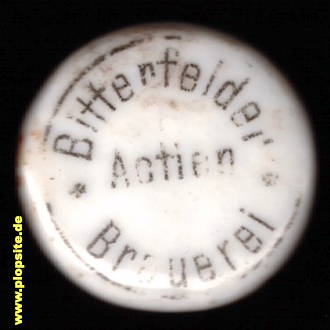 Bitterfelder
Actien
* Brauerei *
www.plopsite.de